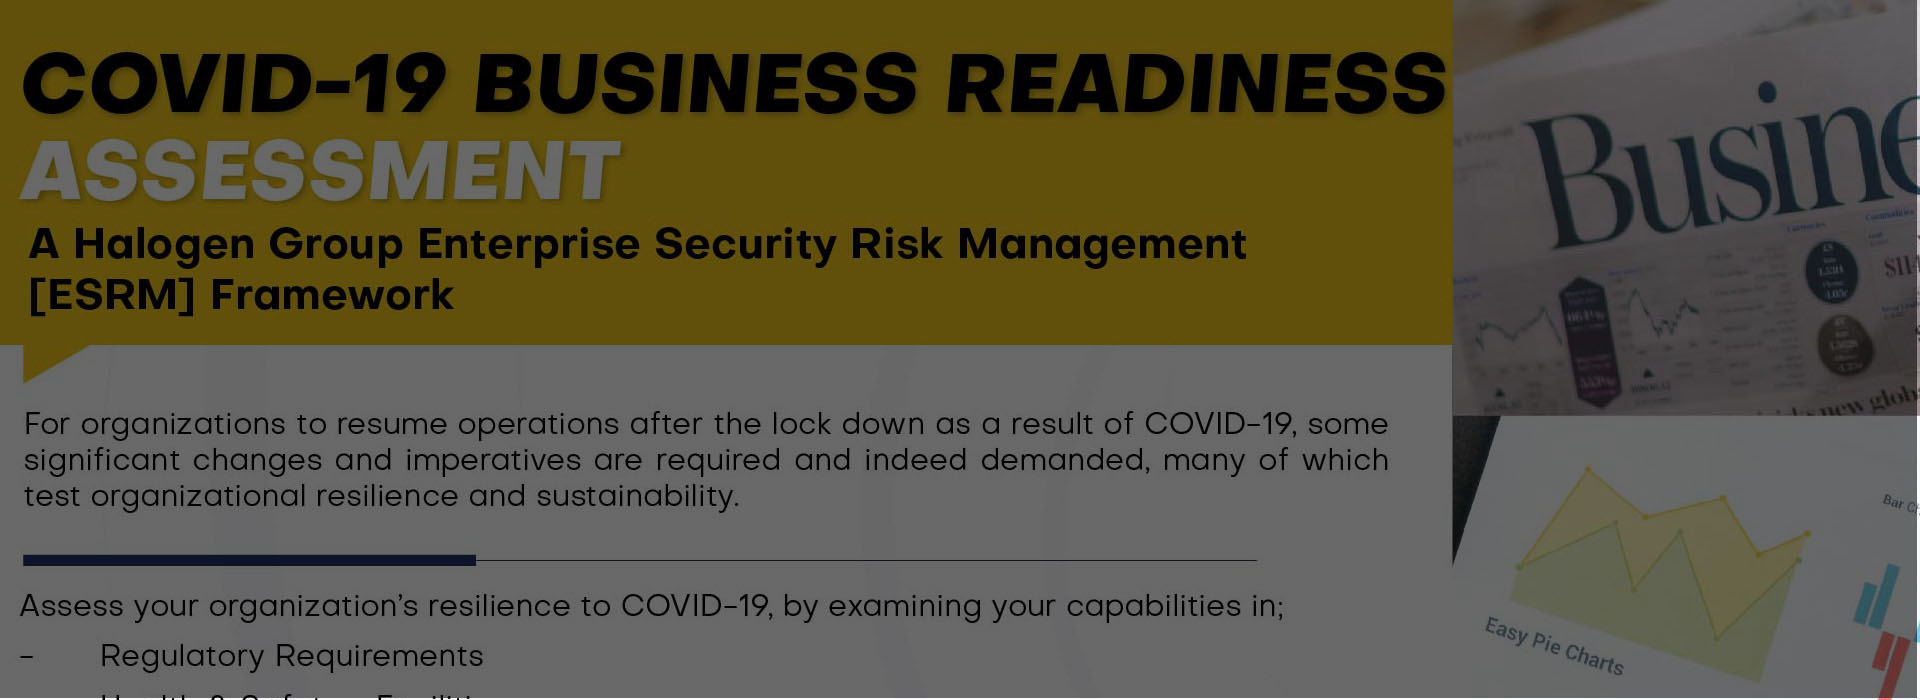 COVID-19 BUSINESS READINESS
ASSESSMENT
A Halogen Group Enterprise Security Risk Management
[ESRM] Framework
For organizations to resume operations after the lock down as a result of COVID-19, some
significant changes and imperatives are required and indeed demanded, many of which
test organizational resilience and sustainability.
Assess your organization's resilience to COVID-19, by examining your capabilities in;
- Regulatory Requirements
Busine
new glob
Bar C
Easy Pie Charts